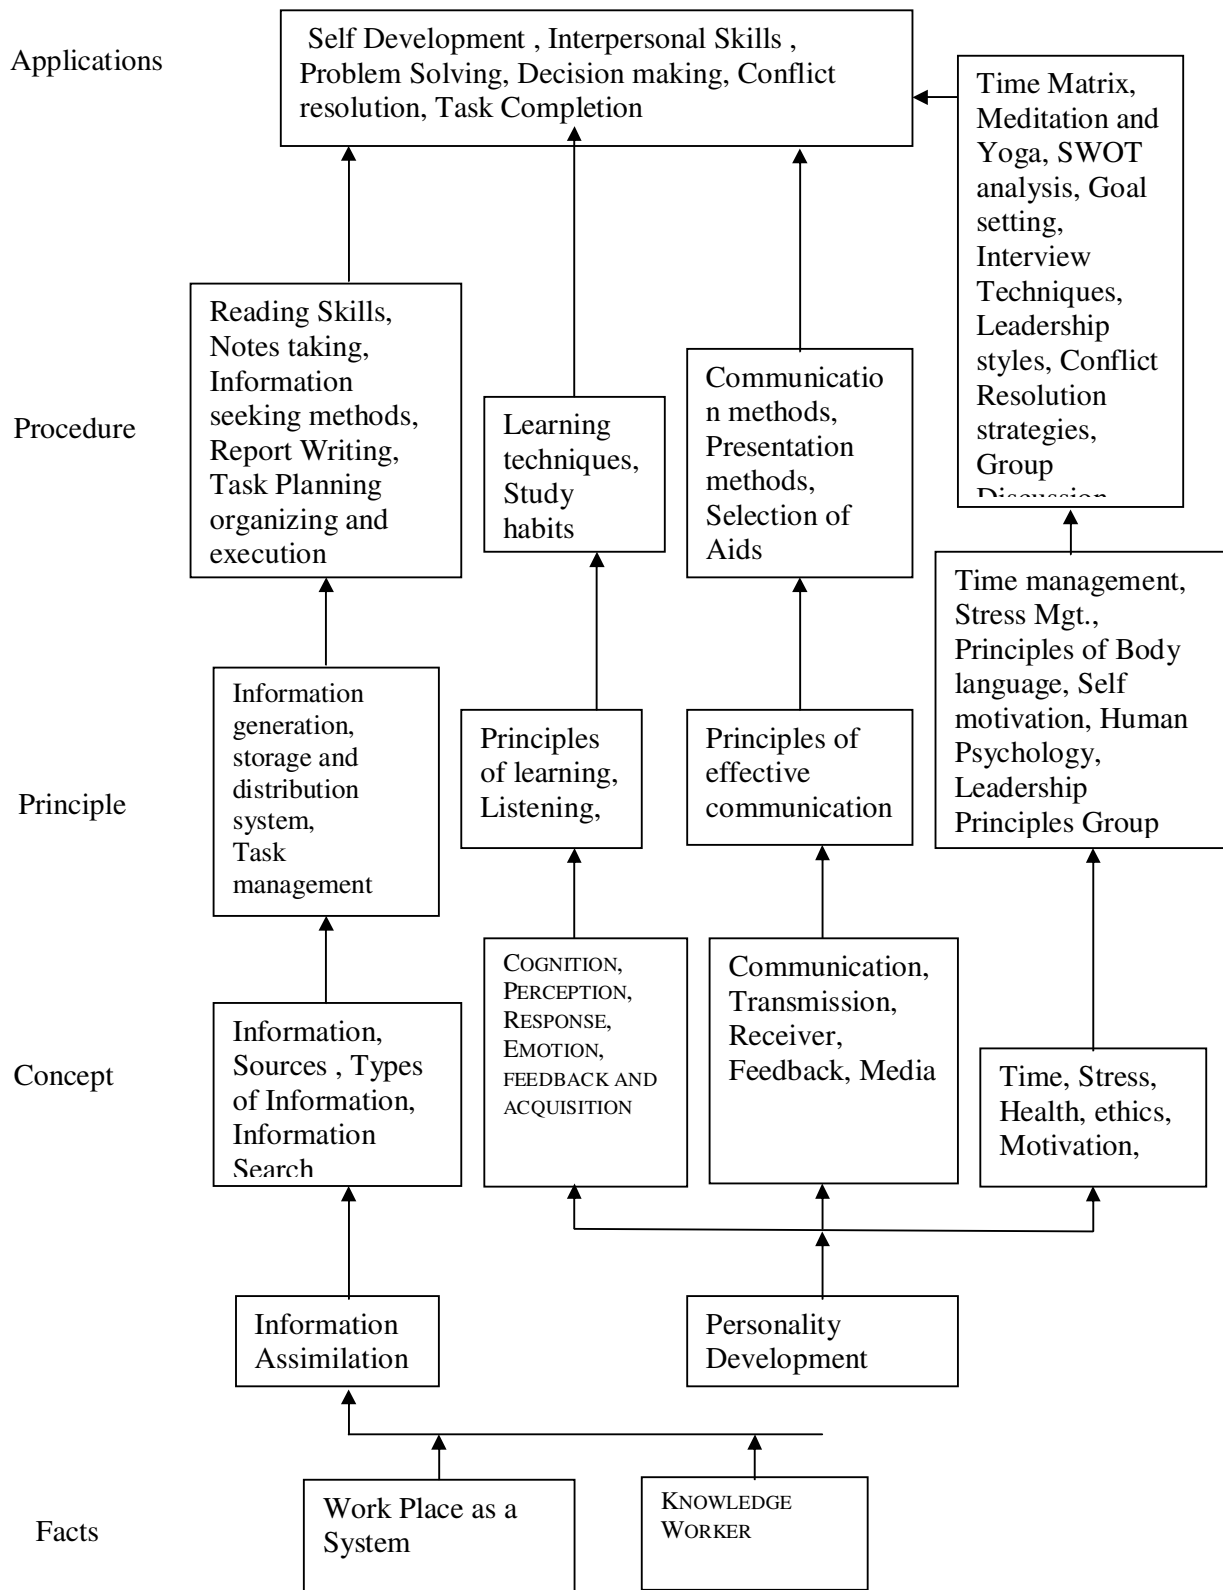 Applications
Self Development , Interpersonal Skills ,
Problem Solving, Decision making, Conflict
resolution, Task Completion
Time Matrix,
Meditation and
Yoga, SWOT
analysis, Goal
setting,
Interview
Techniques,
Leadership
styles, Conflict
Resolution
strategies,
Group
Discussion
Procedure
Reading Skills,
Notes taking,
Information
seeking methods,
Report Writing,
Task Planning
organizing and
execution
Learning
techniques,
Study
habits
Communicatio
n methods,
Presentation
methods,
Selection of
Aids
Time management,
Stress Mgt.,
Principles of Body
language, Self
motivation, Human
Psychology,
Leadership
Principles Group
Principle
Information
generation,
storage and
distribution
system,
Task
management
Principles
of learning,
Listening,
Principles of
effective
communication
Concept
Information,
Sources , Types
of Information,
Information
Search
COGNITION,
PERCEPTION,
RESPONSE,
EMOTION,
FEEDBACK AND
ACQUISITION
Communication,
Transmission,
Receiver,
Feedback, Media
Time, Stress,
Health, ethics,
Motivation,
Information
Assimilation
Personality
Development
Facts
Work Place as a
System
KNOWLEDGE
WORKER